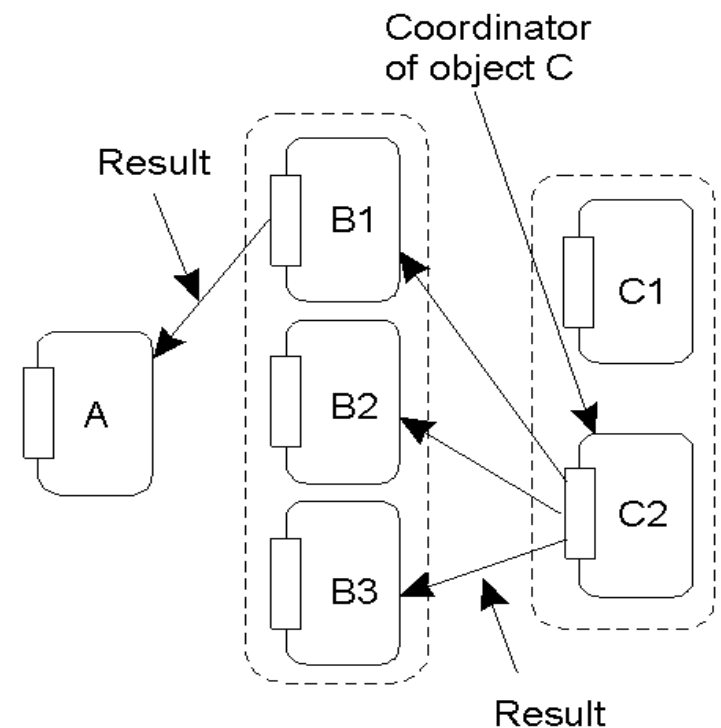 Coordinator
of object C
Result
B1
C1
A
B2
C2
B3
Result